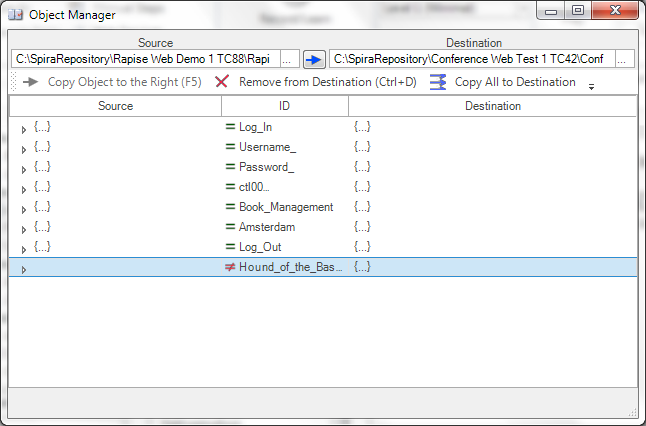 Object Manager
Source Destination
C:\SpiraRepository\Rapise Web Demo 1 TC88\Rapi ... C:\SpiraRepository\Conference Web Test 1 TC42\Conf ...
Copy Object to the Right (F5) Remove from Destination (Ctrl+D) Copy All to Destination
Source ID Destination
{...} = Log_In {...}
{...} = Username_ {...}
{...} = Password_ {...}
{...} = ctl00... {...}
{...} = Book_Management {...}
{...} = Amsterdam {...}
{...} = Log_Out {...}
≠ Hound_of_the_Bas... {...}